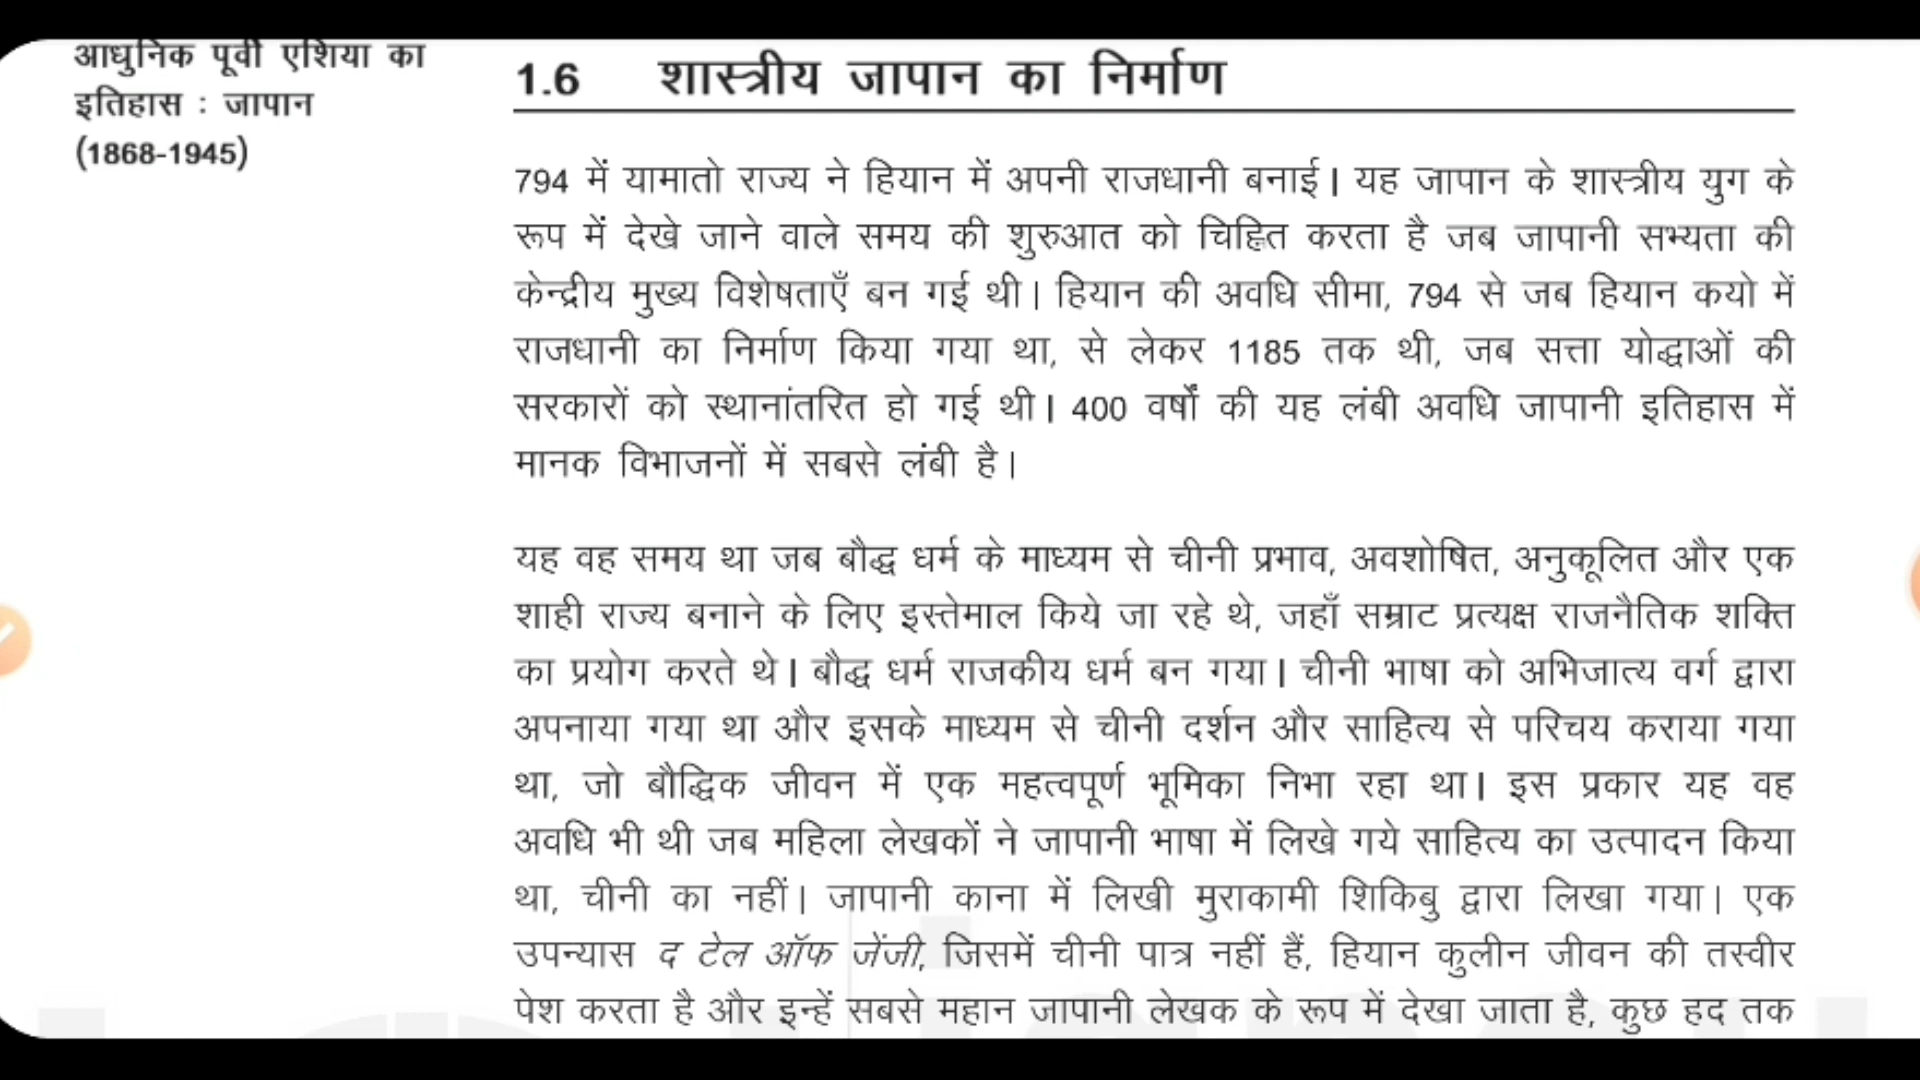 आधुनिक पूर्वी एशिया का
इतिहास : जापान
(1868-1945)
1.6 शास्त्रीय जापान का निर्माण
794 में यामातो राज्य ने हियान में अपनी राजधानी बनाई। यह जापान के शास्त्रीय युग के
रूप में देखे जाने वाले समय की शुरुआत को चिह्नित करता है जब जापानी सभ्यता की
केन्द्रीय मुख्य विशेषताएँ बन गई थी। हियान की अवधि सीमा, 794 से जब हियान कयो में
राजधानी का निर्माण किया गया था, से लेकर 1185 तक थी, जब सत्ता योद्धाओं की
सरकारों को स्थानांतरित हो गई थी। 400 वर्षों की यह लंबी अवधि जापानी इतिहास में
मानक विभाजनों में सबसे लंबी है।
यह वह समय था जब बौद्ध धर्म के माध्यम से चीनी प्रभाव, अवशोषित, अनुकूलित और एक
शाही राज्य बनाने के लिए इस्तेमाल किये जा रहे थे, जहाँ सम्राट प्रत्यक्ष राजनैतिक शक्ति
का प्रयोग करते थे। बौद्ध धर्म राजकीय धर्म बन गया। चीनी भाषा को अभिजात्य वर्ग द्वारा
अपनाया गया था और इसके माध्यम से चीनी दर्शन और साहित्य से परिचय कराया गया
था, जो बौद्धिक जीवन में एक महत्वपूर्ण भूमिका निभा रहा था। इस प्रकार यह वह
अवधि भी थी जब महिला लेखकों ने जापानी भाषा में लिखे गये साहित्य का उत्पादन किया
था, चीनी का नहीं। जापानी काना में लिखी मुराकामी शिकिबु द्वारा लिखा गया। एक
उपन्यास द टेल ऑफ जेंजी, जिसमें चीनी पात्र नहीं हैं, हियान कुलीन जीवन की तस्वीर
पेश करता है और इन्हें सबसे महान जापानी लेखक के रूप में देखा जाता है, कुछ हद तक